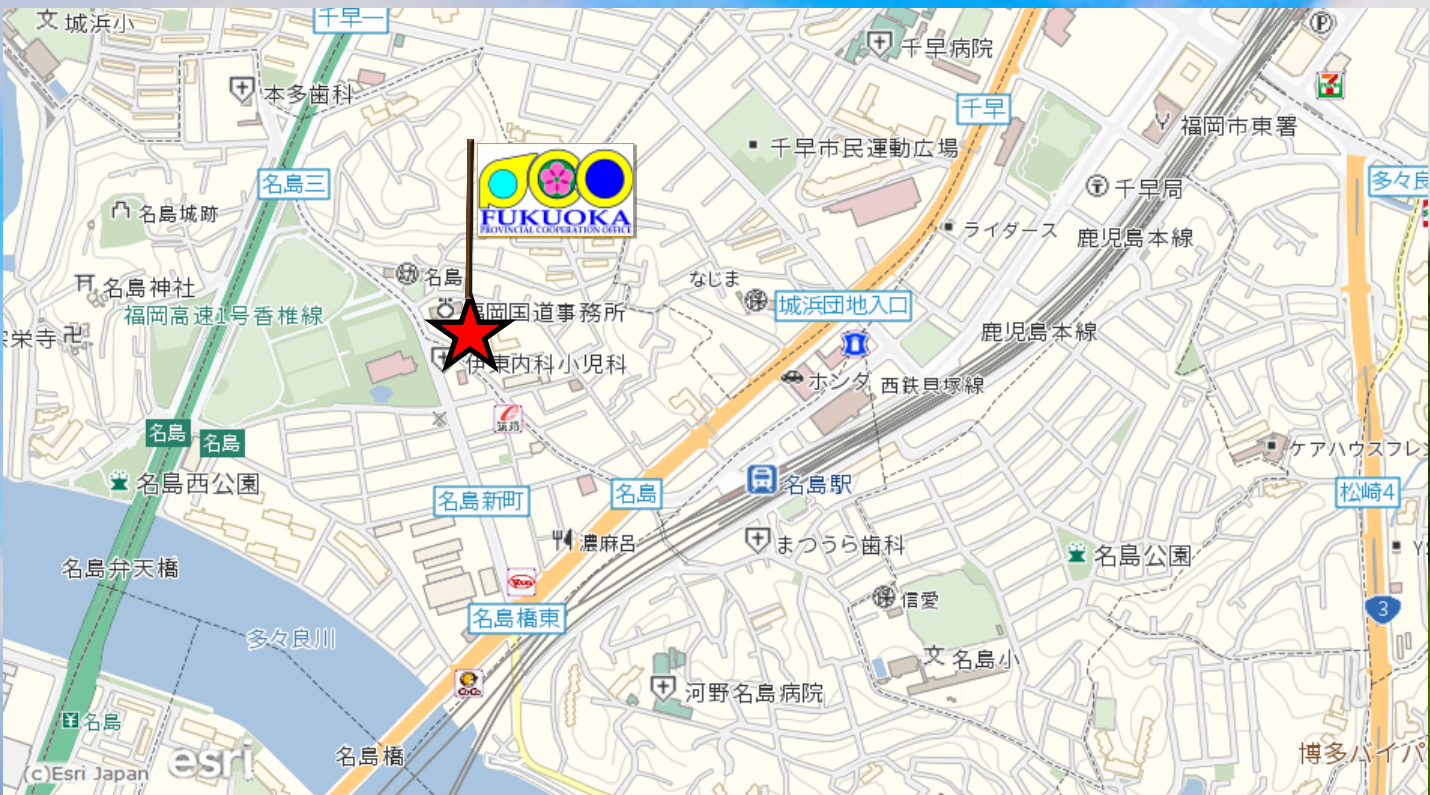 城浜小
千早一
千早病院
本多歯科
千早
福岡市東署
千早市民運動広場
名島三
多々良
千早局
名島城跡
FUKUOKA
PROVINCIAL COOPERATION OFFICE
ライダース
鹿児島本線
名島
なじま
名島神社
福岡高速1号香椎線
岡国道事務所
城浜団地入口
鹿児島本線
栄寺
伊東内科小児科
ホンダ
西鉄貝塚線
筑邦
名島
名島
ケアハウスフレン
名島西公園
名島新町
名島
名島駅
松崎4
濃麻呂
まつうら歯科
名島公園
名島弁天橋
信愛
3
名島橋東
多々良川
名島小
CoCo
河野名島病院
名島
名島橋
博多バイパ
(c)Esri Japan
esri